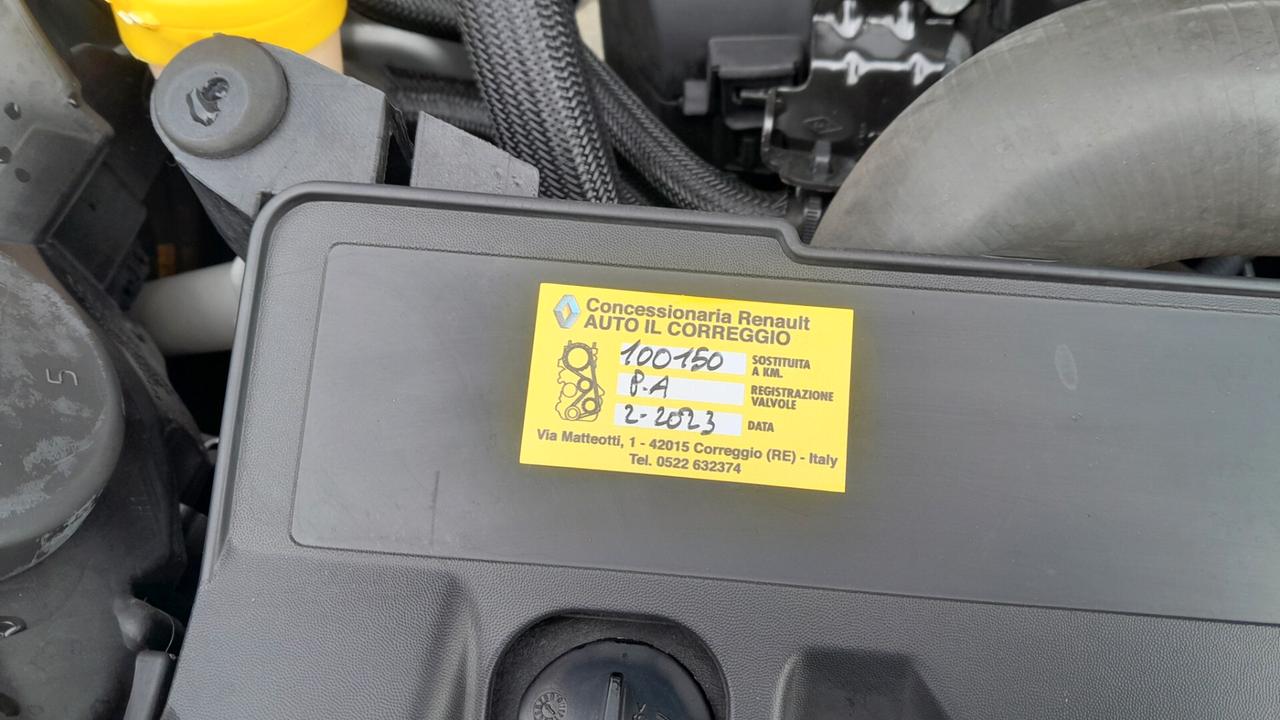 Concessionaria Renault
AUTO IL CORREGGIO
100150 SOSTITUITA A KM.
P.A REGISTRAZIONE VALVOLE
2-2023 DATA
Via Matteotti, 1 - 42015 Correggio (RE) - Italy
Tel. 0522 632374
5